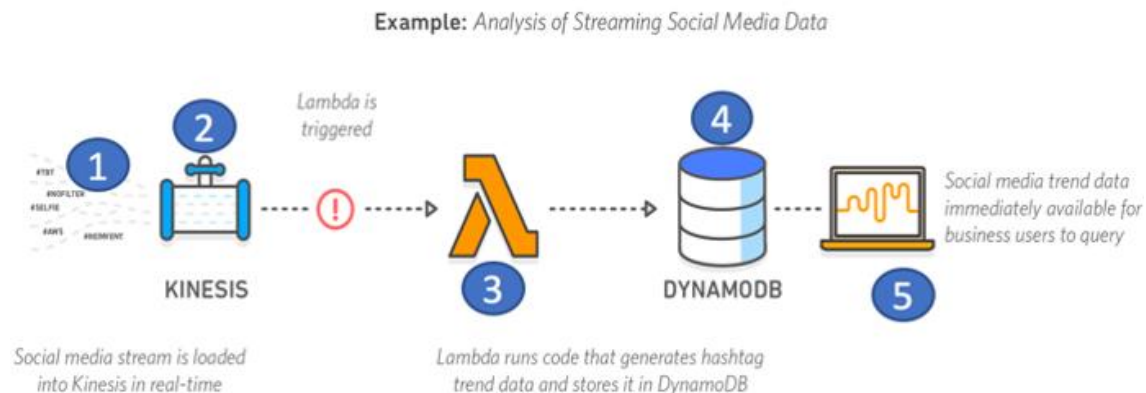 Example: Analysis of Streaming Social Media Data
Lambda is
triggered
1
2
3
4
5
#TBT
#NOFILTER
#SELFIE
#AWS
#REINVENT
KINESIS
DYNAMODB
Social media trend data
immediately available for
business users to query
Social media stream is loaded
into Kinesis in real-time
Lambda runs code that generates hashtag
trend data and stores it in DynamoDB